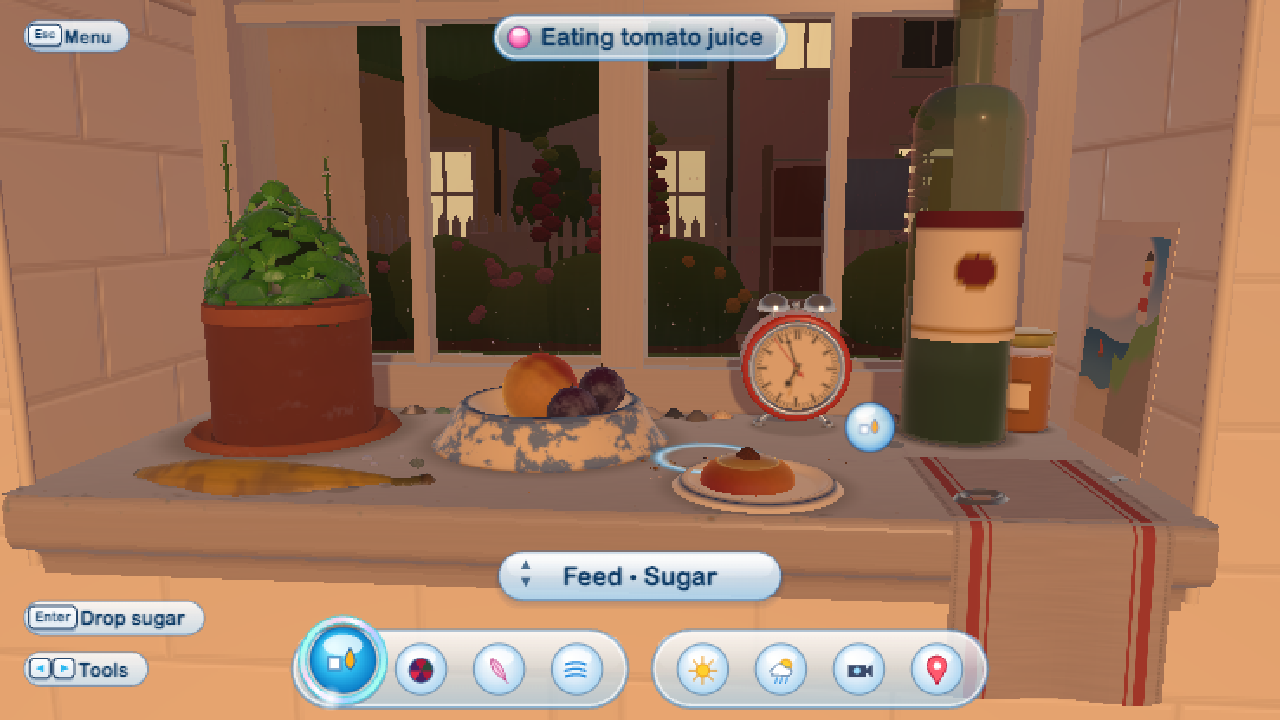 Esc Menu
Eating tomato juice
Feed • Sugar
Enter Drop sugar
Tools